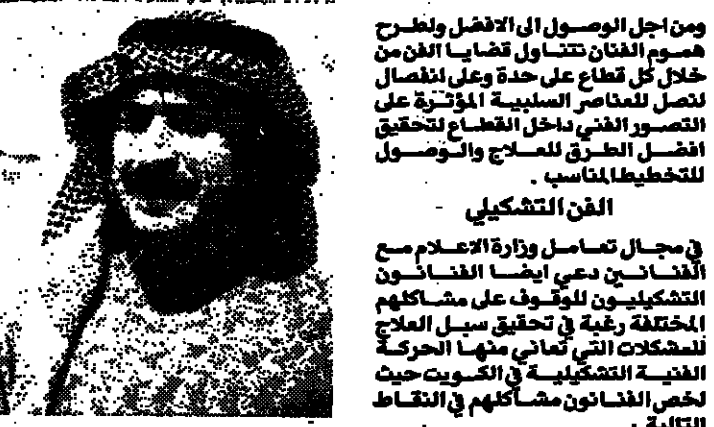 ومن اجل الوصول الى الافضل ولطرح
هموم الفنان نتناول قضايا الفن من
خلال كل قطاع على حدة وعلى انفصال
لنصل للعناصر السلبية المؤثرة على
التصور الفني داخل القطاع لتحقيق
افضل الطرق للعلاج والوصول
للتخطيط المناسب .
الفن التشكيلي
في مجال تعامل وزارة الاعلام مع
الفنانين دعي ايضا الفنانون
التشكيليون للوقوف على مشاكلهم
المختلفة رغبة في تحقيق سبل العلاج
للمشكلات التي تعاني منها الحركة
الفنية التشكيلية في الكويت حيث
لخص الفنانون مشاكلهم في النقاط
التالية :